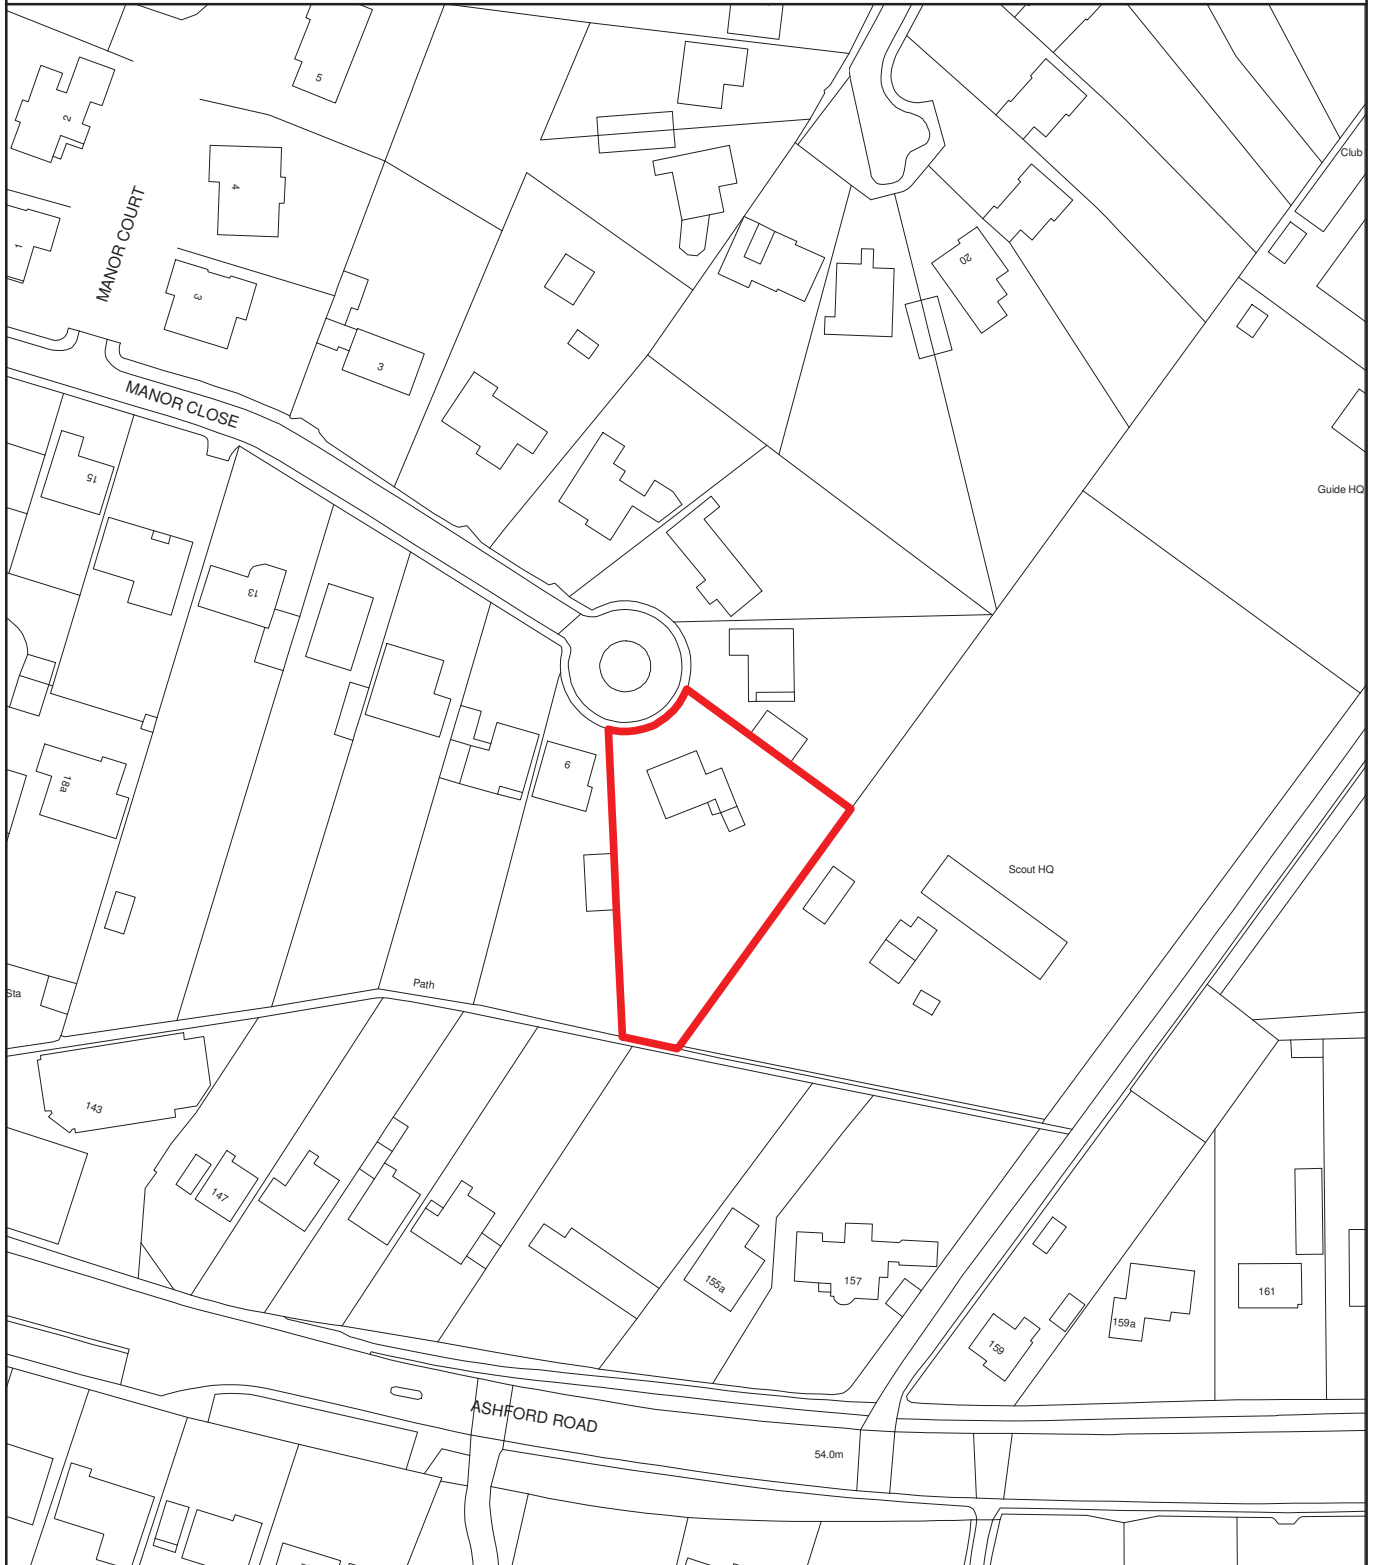 5
2
Club
4
MANOR COURT
1
20
3
3
MANOR CLOSE
15
Guide HQ
13
6
18a
Scout HQ
Path
Sta
143
147
155a
157
161
159a
159
ASHFORD ROAD
54.0m